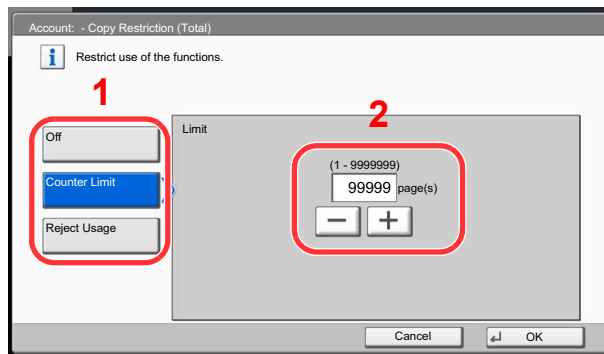 Account: - Copy Restriction (Total)
i
Restrict use of the functions.
1
Off
Counter Limit
Reject Usage
Limit
2
(1 - 9999999)
99999 page(s)
− +
Cancel
OK